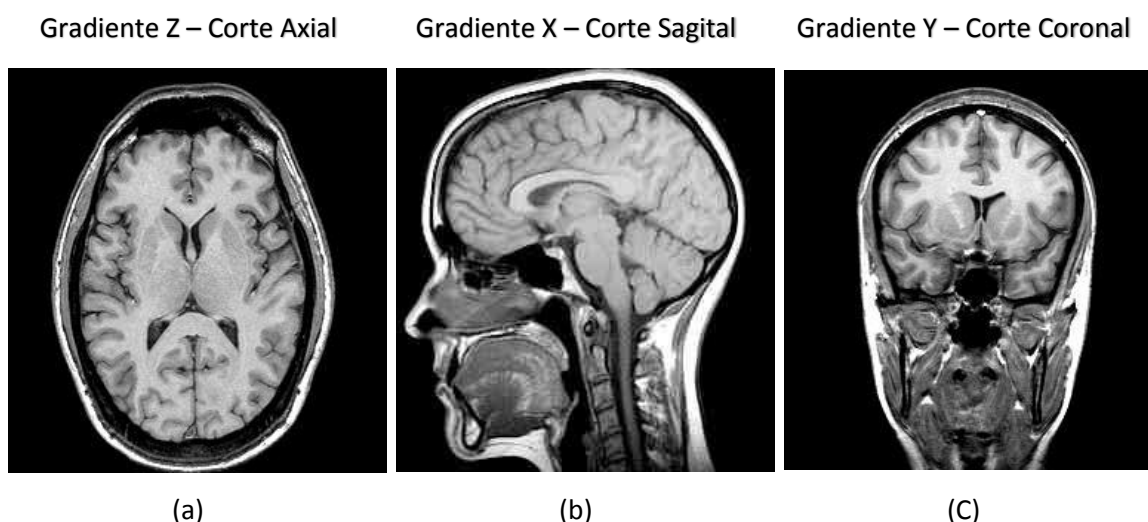 Gradiente Z – Corte Axial
Gradiente X – Corte Sagital
Gradiente Y – Corte Coronal
(a)
(b)
(C)